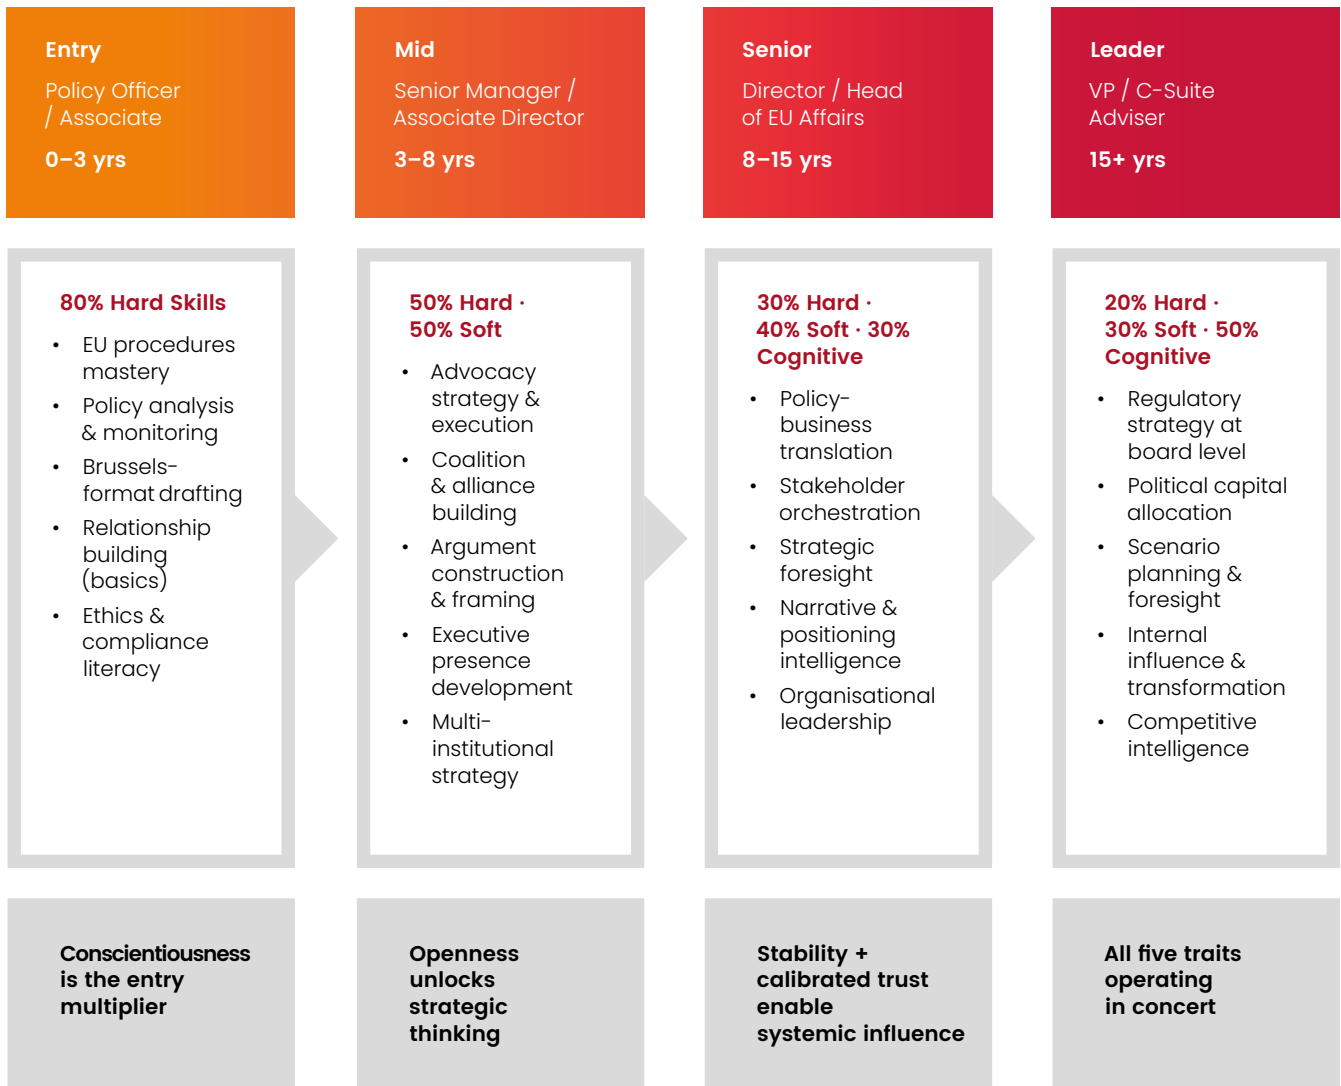 Entry
Policy Officer
/ Associate
0–3 yrs
Mid
Senior Manager /
Associate Director
3–8 yrs
Senior
Director / Head
of EU Affairs
8–15 yrs
Leader
VP / C-Suite
Adviser
15+ yrs
80% Hard Skills
• EU procedures
mastery
• Policy analysis
& monitoring
• Brussels-
format drafting
• Relationship
building
(basics)
• Ethics &
compliance
literacy
50% Hard ·
50% Soft
• Advocacy
strategy &
execution
• Coalition
& alliance
building
• Argument
construction
& framing
• Executive
presence
development
• Multi-
institutional
strategy
30% Hard ·
40% Soft · 30%
Cognitive
• Policy-
business
translation
• Stakeholder
orchestration
• Strategic
foresight
• Narrative &
positioning
intelligence
• Organisational
leadership
20% Hard ·
30% Soft · 50%
Cognitive
• Regulatory
strategy at
board level
• Political capital
allocation
• Scenario
planning &
foresight
• Internal
influence &
transformation
• Competitive
intelligence
Conscientiousness
is the entry
multiplier
Openness
unlocks
strategic
thinking
Stability +
calibrated trust
enable
systemic influence
All five traits
operating
in concert